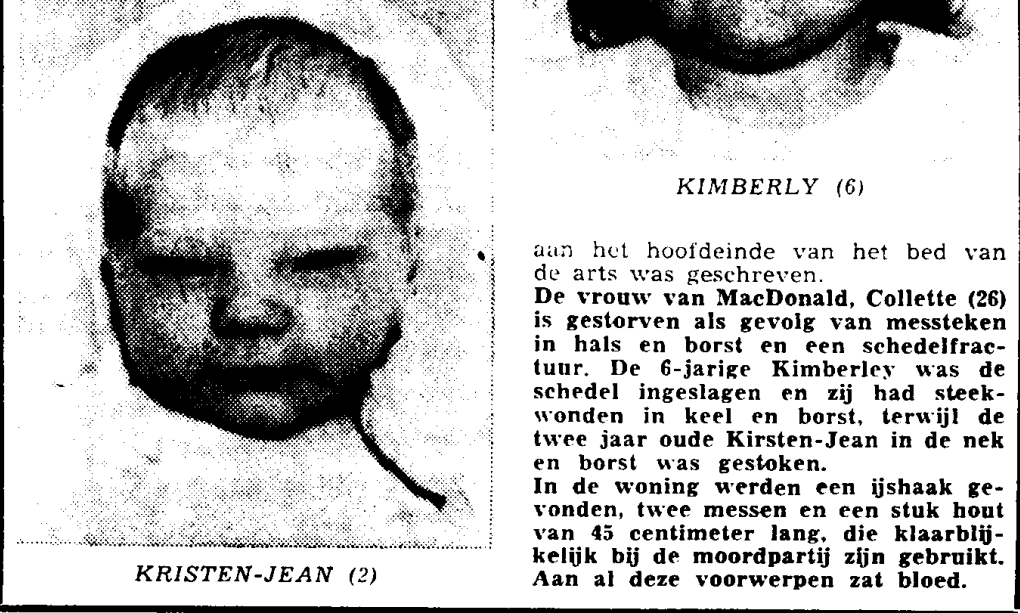 KRISTEN-JEAN (2)
KIMBERLY (6)
aan het hoofdeinde van het bed van
de arts was geschreven.
De vrouw van MacDonald, Collette (26)
is gestorven als gevolg van messteken
in hals en borst en een schedelfrac-
tuur. De 6-jarige Kimberley was de
schedel ingeslagen en zij had steek-
wonden in keel en borst, terwijl de
twee jaar oude Kirsten-Jean in de nek
en borst was gestoken.
In de woning werden een ijshaak ge-
vonden, twee messen en een stuk hout
van 45 centimeter lang, die klaarblij-
kelijk bij de moordpartij zijn gebruikt.
Aan al deze voorwerpen zat bloed.